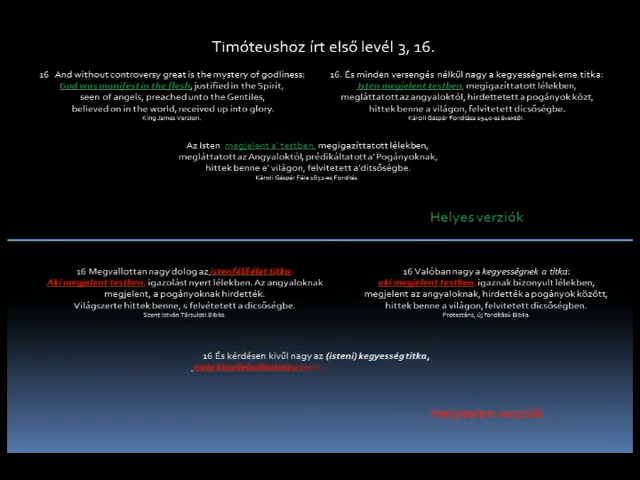 Timóteushoz írt első levél 3, 16.
16 And without controversy great is the mystery of godliness:
God was manifest in the flesh, justified in the Spirit,
seen of angels, preached unto the Gentiles,
believed on in the world, received up into glory.
King James Version.
16. És minden versengés nélkűl nagy a kegyességnek eme titka:
Isten megjelent testben, megigazíttatott lélekben,
megláttatott az angyaloktól, hirdettetett a pogányok közt,
hittek benne a világon, felvitetett dicsőségbe.
Károli Gáspár Fordítása 1940-es évektől.
Az Isten megjelent a' testben, megigazíttatott lélekben,
megláttatott az Angyaloktól, prédikáltatott a' Pogányoknak,
hittek benne e' világon, felvitetett a'ditsőségbe.
Károli Gáspár Féle 1852-es Fordítás.
Helyes verziók
16 Megvallottan nagy dolog az istenfélő élet titka
Aki megjelent testben, igazolást nyert lélekben. Az angyaloknak
megjelent, a pogányoknak hirdették.
Világszerte hittek benne, s felvétetett a dicsőségbe.
Szent István Társulati Biblia.
16 Valóban nagy a kegyességnek a titka:
aki megjelent testben, igaznak bizonyult lélekben,
megjelent az angyaloknak, hirdették a pogányok között,
hittek benne a világon, felvitetett dicsőségben.
Protestáns, új fordítású Biblia.
16 És kérdésen kivűl nagy az (isteni) kegyesség titka,
mely kinyilváníttatott a
Helytelen verziók